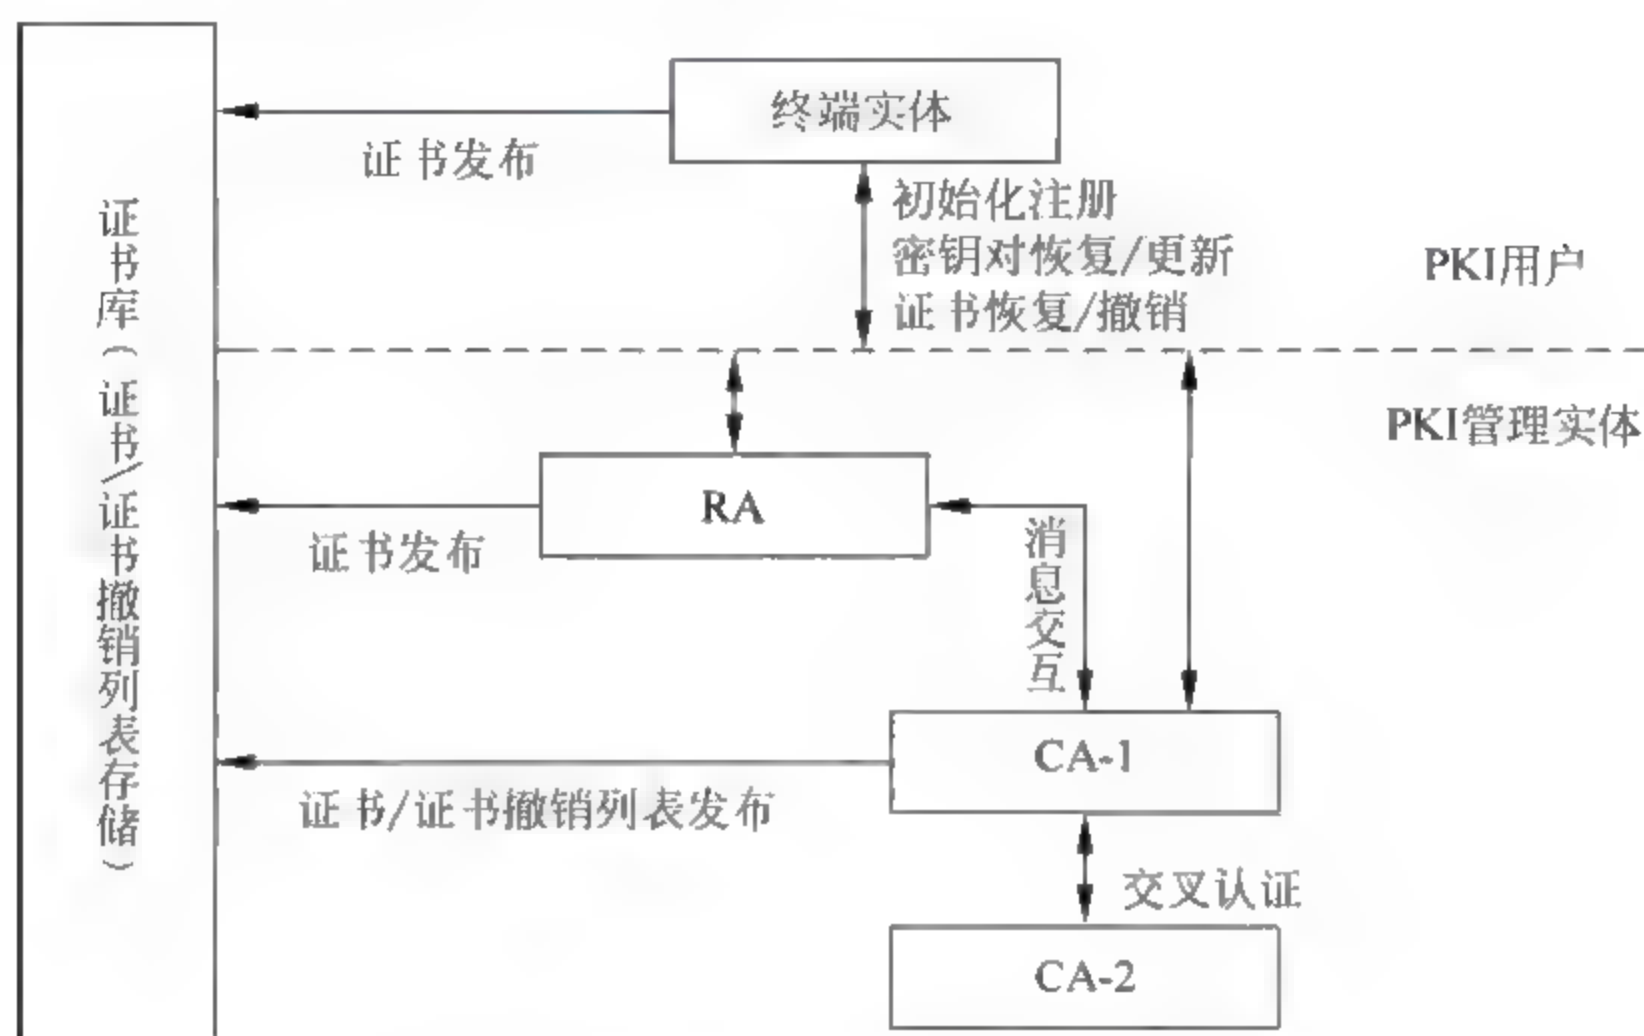 终端实体
证书发布
初始化注册
密钥对恢复/更新
证书恢复/撤销
PKI用户
证书库(证书/证书撤销列表存储)
PKI管理实体
RA
证书发布
消息交互
CA-1
证书/证书撤销列表发布
交叉认证
CA-2